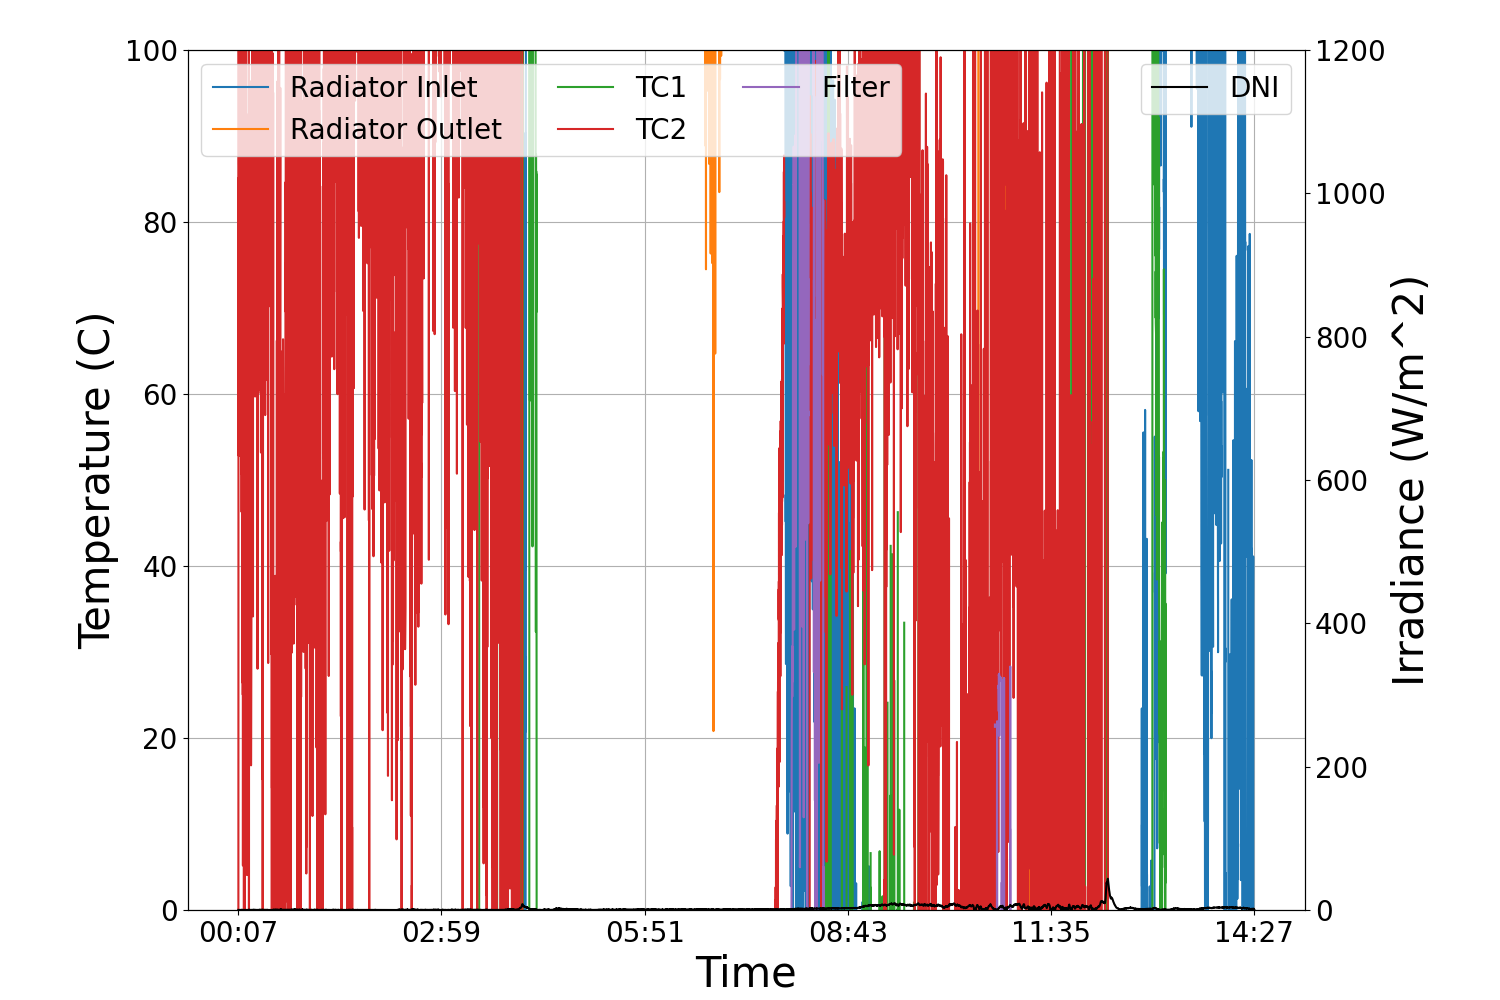 100
80
60
40
20
0
Temperature (C)
Radiator Inlet
Radiator Outlet
TC1
TC2
Filter
DNI
1200
1000
800
600
400
200
0
Irradiance (W/m^2)
00:07 02:59 05:51 08:43 11:35 14:27
Time